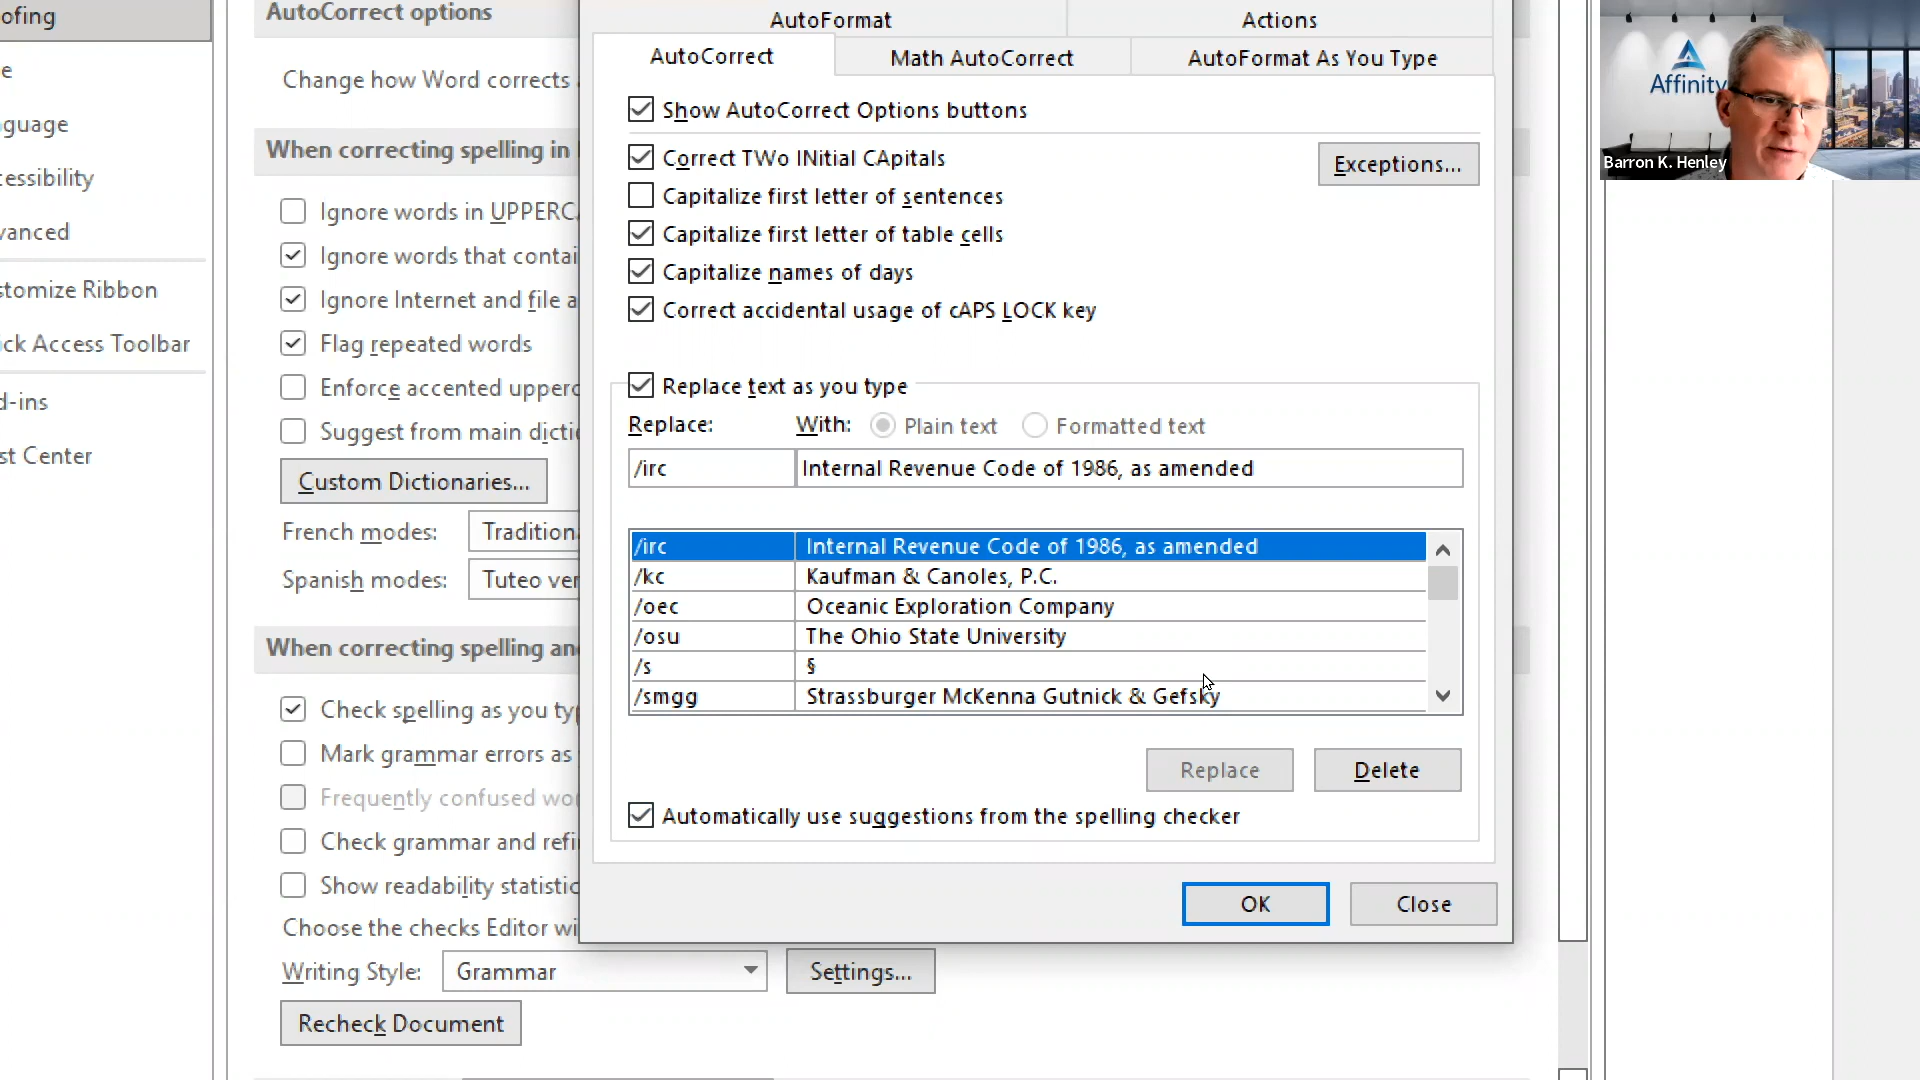 ofing
e
nguage
cessibility
vanced
stomize Ribbon
ick Access Toolbar
d-ins
st Center
AutoCorrect options
Change how Word corrects
When correcting spelling in
Ignore words in UPPERC
Ignore words that contai
Ignore Internet and file a
Flag repeated words
Enforce accented upperc
Suggest from main dictio
Custom Dictionaries...
French modes: Tradition
Spanish modes: Tuteo ver
When correcting spelling an
Check spelling as you typ
Mark grammar errors as
Frequently confused wor
Check grammar and refi
Show readability statistic
Choose the checks Editor wi
Writing Style: Grammar Settings...
Recheck Document
AutoFormat Actions
AutoCorrect Math AutoCorrect AutoFormat As You Type
Show AutoCorrect Options buttons
Correct TWo INitial CApitals
Exceptions...
Capitalize first letter of sentences
Capitalize first letter of table cells
Capitalize names of days
Correct accidental usage of cAPS LOCK key
Replace text as you type
Replace: With: Plain text Formatted text
/irc Internal Revenue Code of 1986, as amended
/irc Internal Revenue Code of 1986, as amended
/kc Kaufman & Canoles, P.C.
/oec Oceanic Exploration Company
/osu The Ohio State University
/s §
/smgg Strassburger McKenna Gutnick & Gefsky
Replace Delete
Automatically use suggestions from the spelling checker
OK Close
Affinity
Barron K. Henley